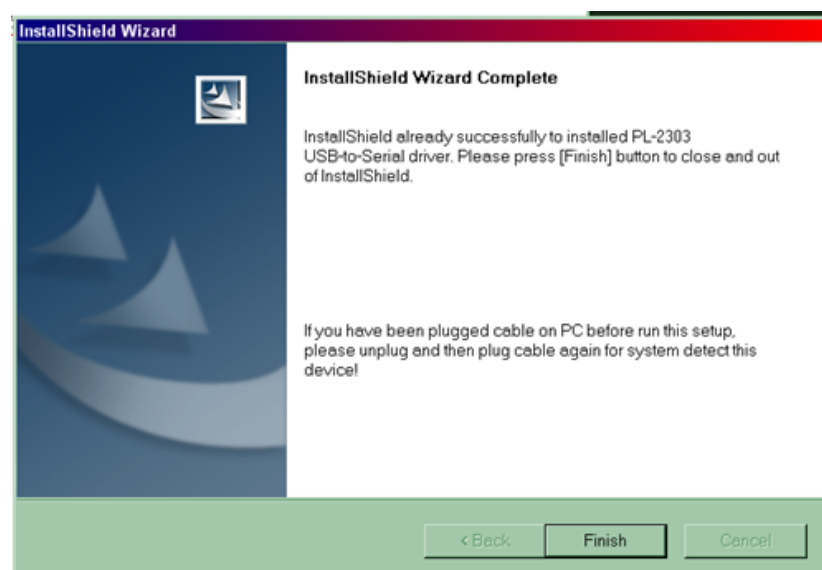 InstallShield Wizard
InstallShield Wizard Complete
InstallShield already successfully to installed PL-2303
USB-to-Serial driver. Please press [Finish] button to close and out
of InstallShield.
If you have been plugged cable on PC before run this setup,
please unplug and then plug cable again for system detect this
device!
< Back
Finish
Cancel